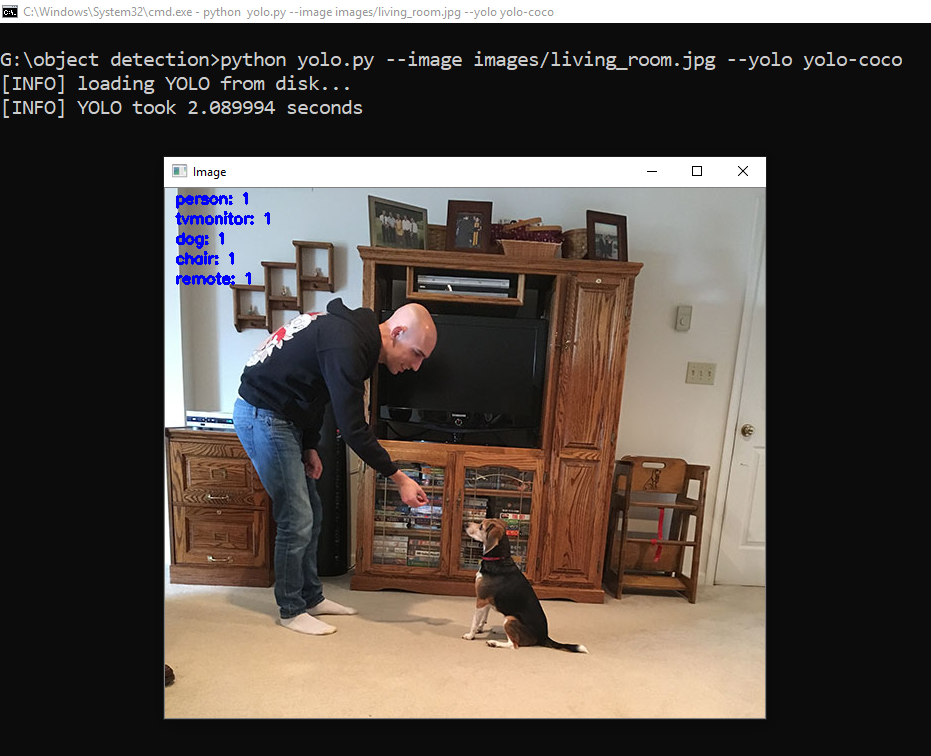 C:\Windows\System32\cmd.exe - python yolo.py --image images/living_room.jpg --yolo yolo-coco
G:\object detection>python yolo.py --image images/living_room.jpg --yolo yolo-coco
[INFO] loading YOLO from disk...
[INFO] YOLO took 2.089994 seconds
Image
person: 1
tvmonitor: 1
dog: 1
chair: 1
remote: 1
SAMSUNG